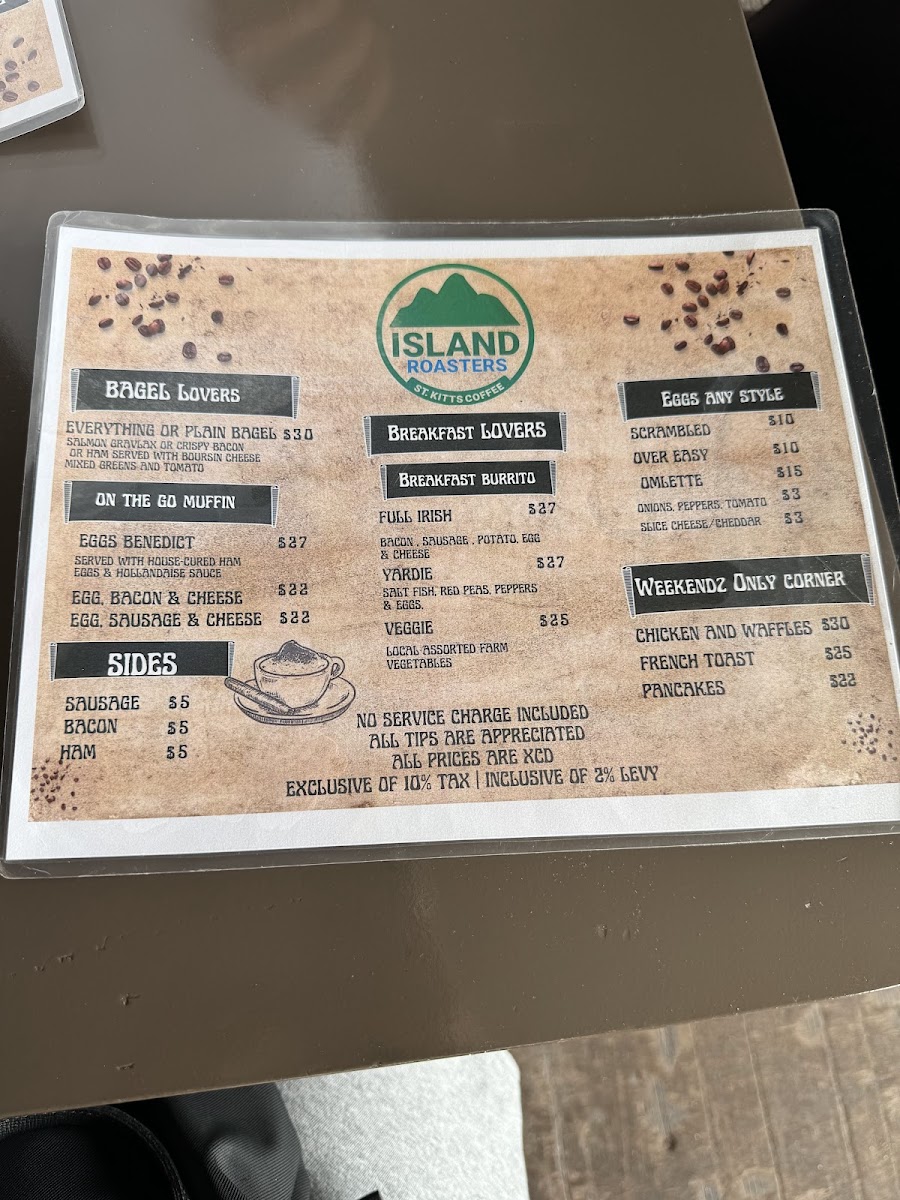 ISLAND
ROASTERS
ST. KITTS COFFEE
BAGEL LOVERS
EVERYTHING OR PLAIN BAGEL $30
SALMON GRAVLAX OR CRISPY BACON
OR HAM SERVED WITH BOURSIN CHEESE
MIXED GREENS AND TOMATO
ON THE GO MUFFIN
EGGS BENEDICT $27
SERVED WITH HOUSE-CURED HAM
EGGS & HOLLANDAISE SAUCE
EGG, BACON & CHEESE $22
EGG, SAUSAGE & CHEESE $22
SIDES
SAUSAGE $5
BACON $5
HAM $5
BREAKFAST LOVERS
BREAKFAST BURRITO
FULL IRISH $27
BACON, SAUSAGE, POTATO, EGG
& CHEESE
YARDIE $27
SALT FISH, RED PEAS, PEPPERS
& EGGS.
VEGGIE $25
LOCAL ASSORTED FARM
VEGETABLES
EGGS ANY STYLE
SCRAMBLED $10
OVER EASY $10
OMLETTE $15
ONIONS, PEPPERS, TOMATO $3
SLICE CHEESE/CHEDDAR $3
WEEKENDZ ONLY CORNER
CHICKEN AND WAFFLES $30
FRENCH TOAST $25
PANCAKES $22
NO SERVICE CHARGE INCLUDED
ALL TIPS ARE APPRECIATED
ALL PRICES ARE XCD
EXCLUSIVE OF 10% TAX | INCLUSIVE OF 2% LEVY